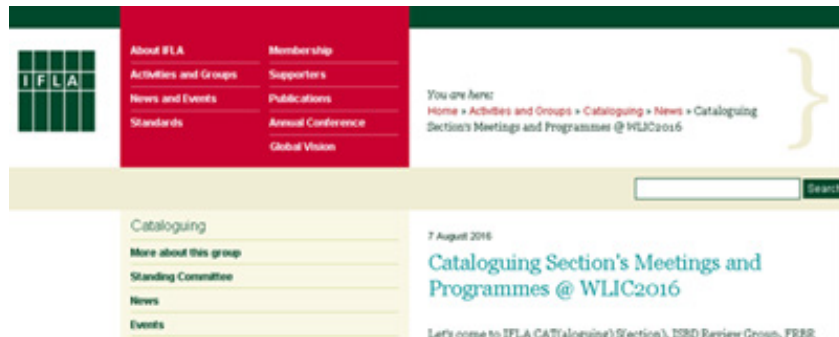 IFLA
About IFLA
Activities and Groups
News and Events
Standards
Membership
Supporters
Publications
Annual Conference
Global Vision
You are here:
Home » Activities and Groups » Cataloguing » News » Cataloguing
Section's Meetings and Programmes @ WLIC2016
Search
Cataloguing
More about this group
Standing Committee
News
Events
7 August 2016
Cataloguing Section's Meetings and
Programmes @ WLIC2016
Let's come to IFLA CAT(aloguing) S(ection), ISBD Review Group, FRBR